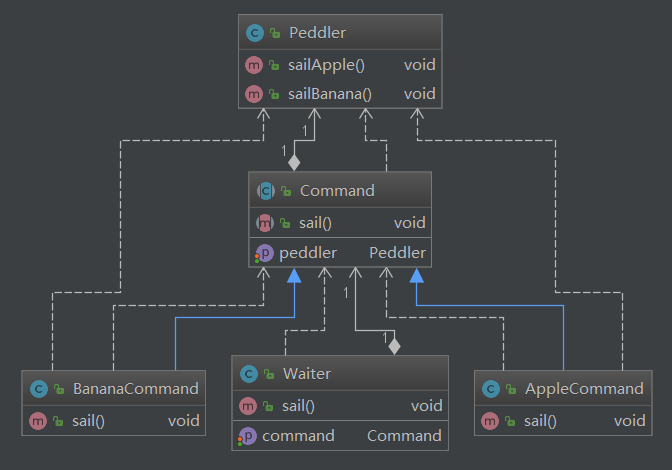 Peddler
sailApple() void
sailBanana() void
1
1
Command
sail() void
peddler Peddler
1
1
BananaCommand
sail() void
Waiter
sail() void
command Command
AppleCommand
sail() void